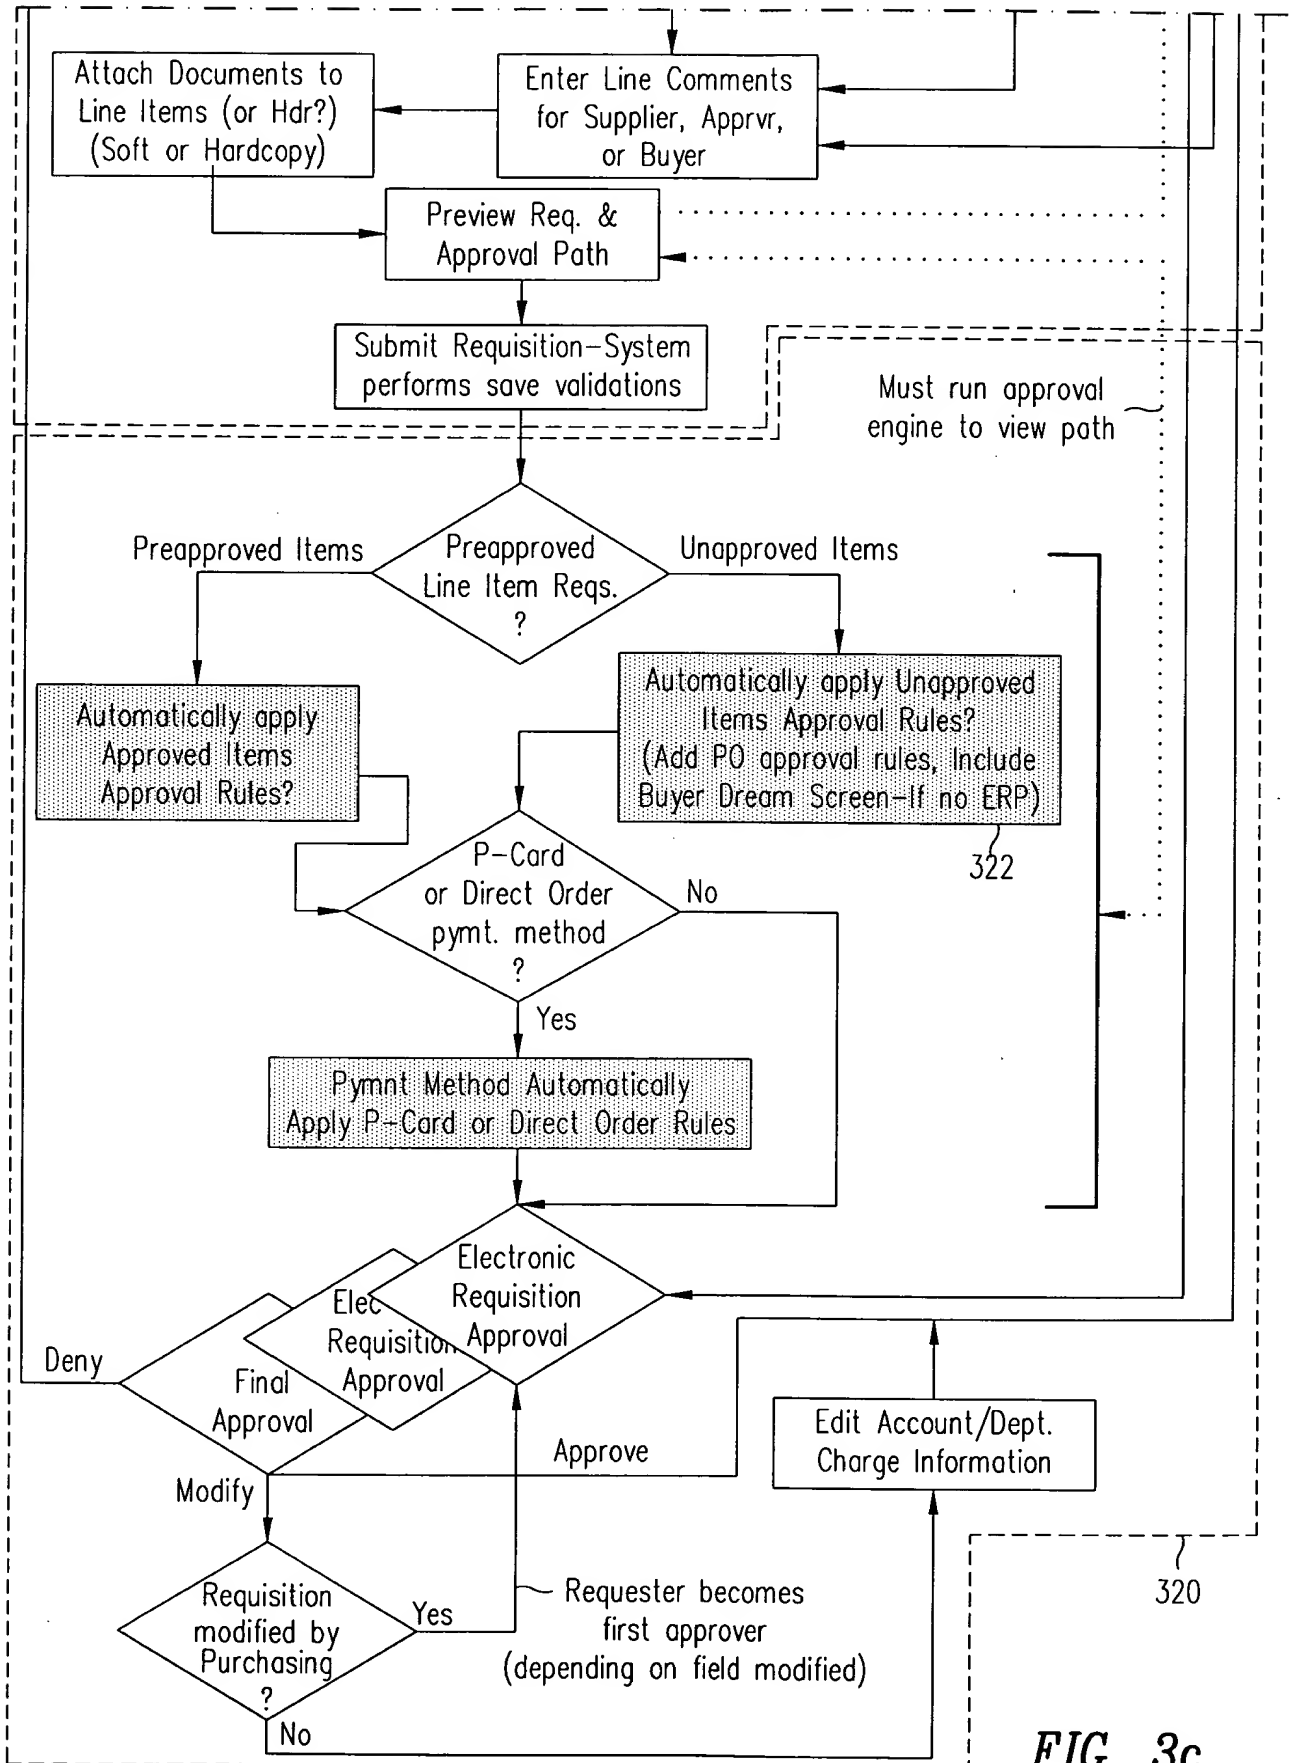 Attach Documents to
Line Items (or Hdr?)
(Soft or Hardcopy)
Enter Line Comments
for Supplier, Apprvr,
or Buyer
Preview Req. &
Approval Path
Submit Requisition-System
performs save validations
Must run approval
engine to view path
Preapproved Items
Preapproved
Line Item Reqs.
?
Unapproved Items
Automatically apply
Approved Items
Approval Rules?
Automatically apply Unapproved
Items Approval Rules?
(Add PO approval rules, Include
Buyer Dream Screen-If no ERP)
322
P-Card
or Direct Order
pymt. method
?
No
Yes
Pymnt Method Automatically
Apply P-Card or Direct Order Rules
Electronic
Requisition
Approval
Elec
Requisition
Approval
Final
Approval
Deny
Approve
Modify
Edit Account/Dept.
Charge Information
Requisition
modified by
Purchasing
?
Yes
No
Requester becomes
first approver
(depending on field modified)
320
FIG. 3c